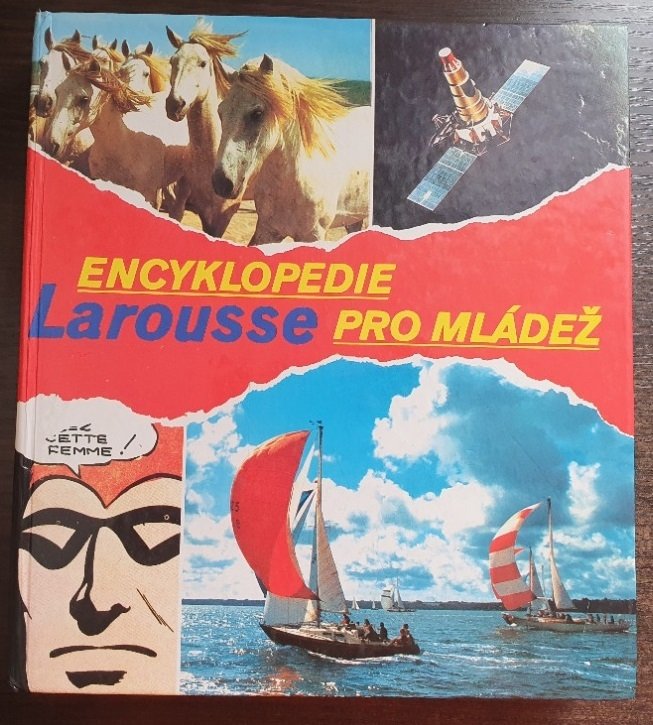 ENCYKLOPEDIE
Larousse PRO MLÁDEŽ
CETTE
FEMME!